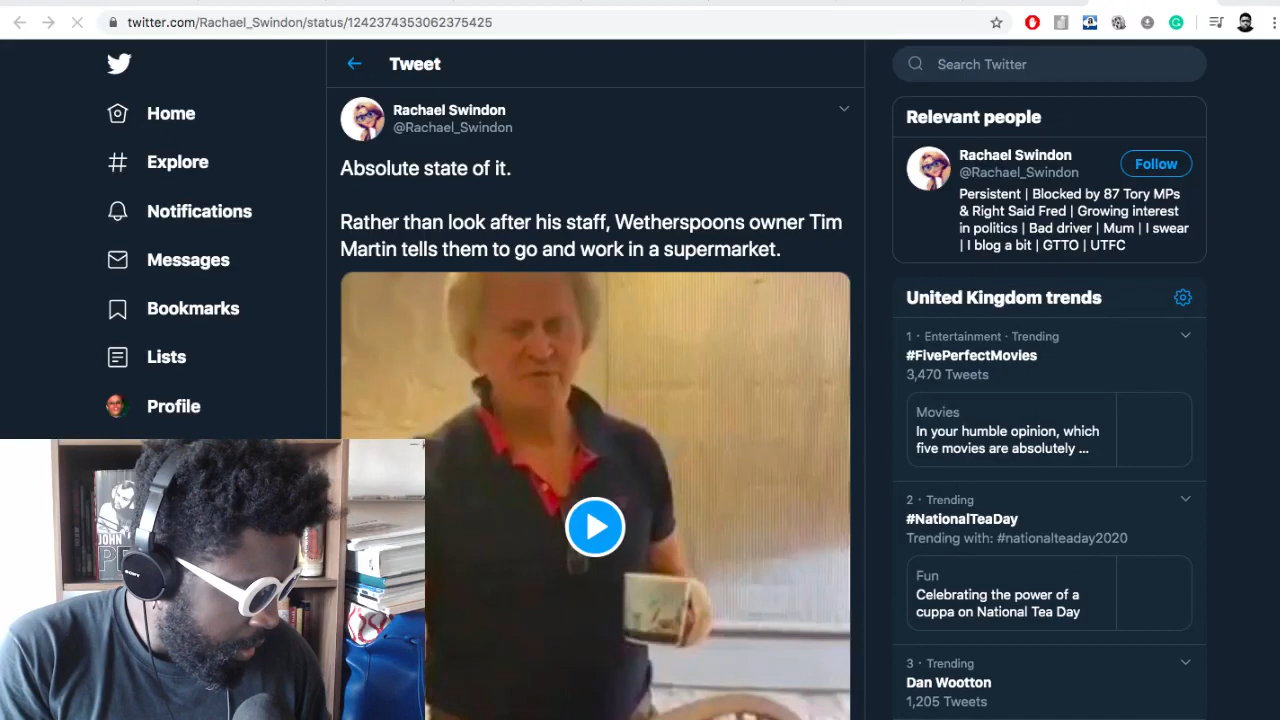 twitter.com/Rachael_Swindon/status/1242374353062375425
Home
Explore
Notifications
Messages
Bookmarks
Lists
Profile
Tweet
Rachael Swindon
@Rachael_Swindon
Absolute state of it.
Rather than look after his staff, Wetherspoons owner Tim
Martin tells them to go and work in a supermarket.
Search Twitter
Relevant people
Rachael Swindon
@Rachael_Swindon
Follow
Persistent | Blocked by 87 Tory MPs
& Right Said Fred | Growing interest
in politics | Bad driver | Mum | I swear
| I blog a bit | GTTO | UTFC
United Kingdom trends
1 · Entertainment · Trending
#FivePerfectMovies
3,470 Tweets
Movies
In your humble opinion, which
five movies are absolutely ...
2 · Trending
#NationalTeaDay
Trending with: #nationalteaday2020
Fun
Celebrating the power of a
cuppa on National Tea Day
3 · Trending
Dan Wootton
1,205 Tweets
JOHN
SONY